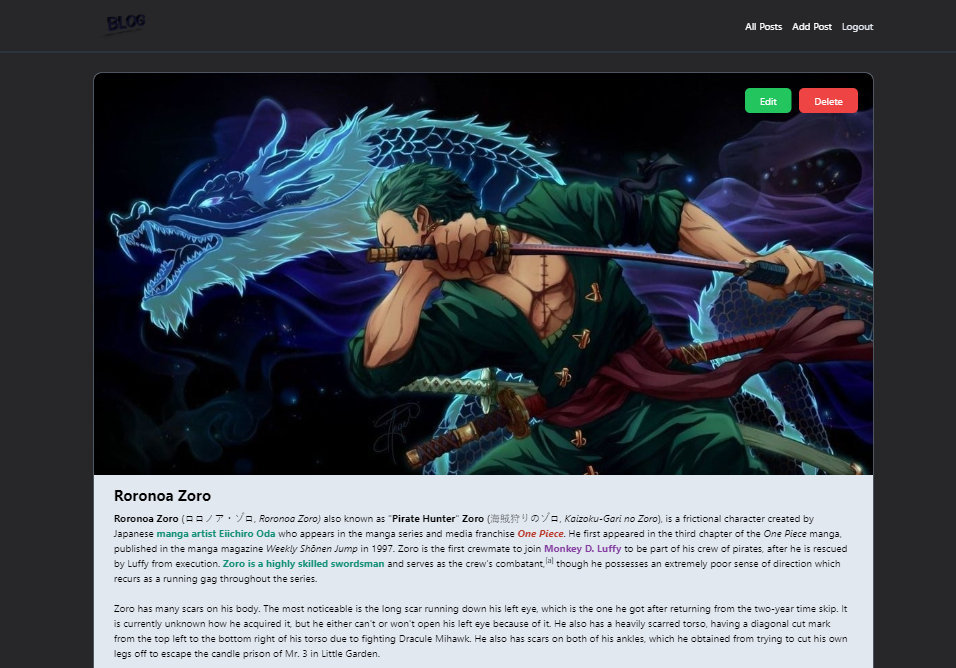 BLOG
All Posts Add Post Logout
Edit Delete
Roronoa Zoro
Roronoa Zoro (ロロノア・ゾロ, Roronoa Zoro) also known as "Pirate Hunter" Zoro (海賊狩りのゾロ, Kaizoku-Gari no Zoro), is a frictional character created by
Japanese manga artist Eiichiro Oda who appears in the manga series and media franchise One Piece. He first appeared in the third chapter of the One Piece manga,
published in the manga magazine Weekly Shōnen Jump in 1997. Zoro is the first crewmate to join Monkey D. Luffy to be part of his crew of pirates, after he is rescued
by Luffy from execution. Zoro is a highly skilled swordsman and serves as the crew's combatant,[a] though he possesses an extremely poor sense of direction which
recurs as a running gag throughout the series.
Zoro has many scars on his body. The most noticeable is the long scar running down his left eye, which is the one he got after returning from the two-year time skip. It
is currently unknown how he acquired it, but he either can't or won't open his left eye because of it. He also has a heavily scarred torso, having a diagonal cut mark
from the top left to the bottom right of his torso due to fighting Dracule Mihawk. He also has scars on both of his ankles, which he obtained from trying to cut his own
legs off to escape the candle prison of Mr. 3 in Little Garden.